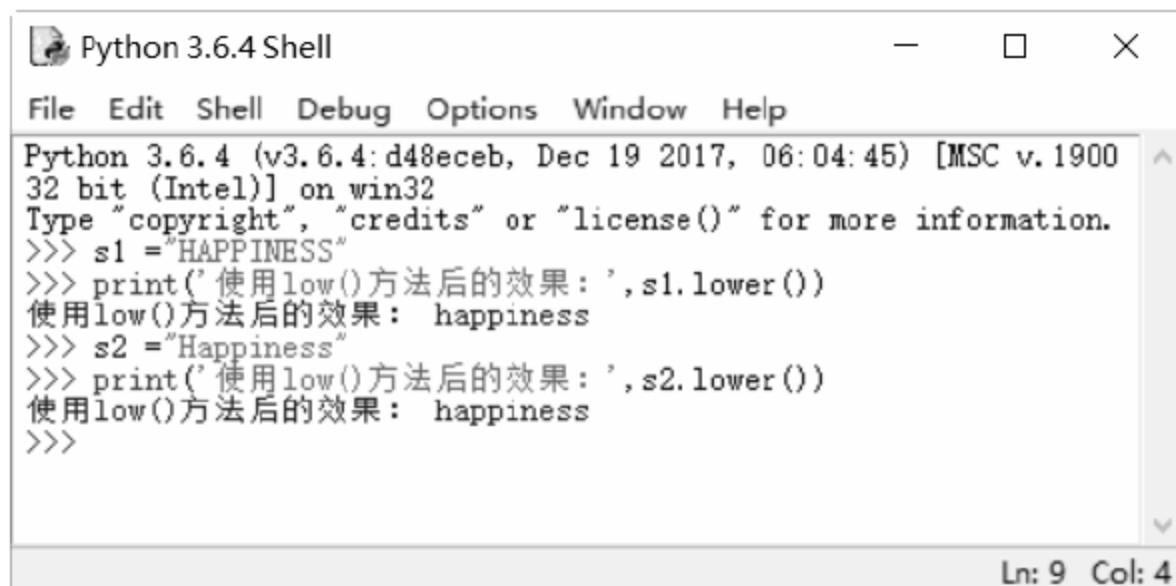 Python 3.6.4 Shell
File Edit Shell Debug Options Window Help
Python 3.6.4 (v3.6.4:d48eceb, Dec 19 2017, 06:04:45) [MSC v.1900
32 bit (Intel)] on win32
Type "copyright", "credits" or "license()" for more information.
>>> s1 ="HAPPINESS"
>>> print('使用low()方法后的效果：',s1.lower())
使用low()方法后的效果： happiness
>>> s2 ="Happiness"
>>> print('使用low()方法后的效果：',s2.lower())
使用low()方法后的效果： happiness
>>>
Ln: 9 Col: 4